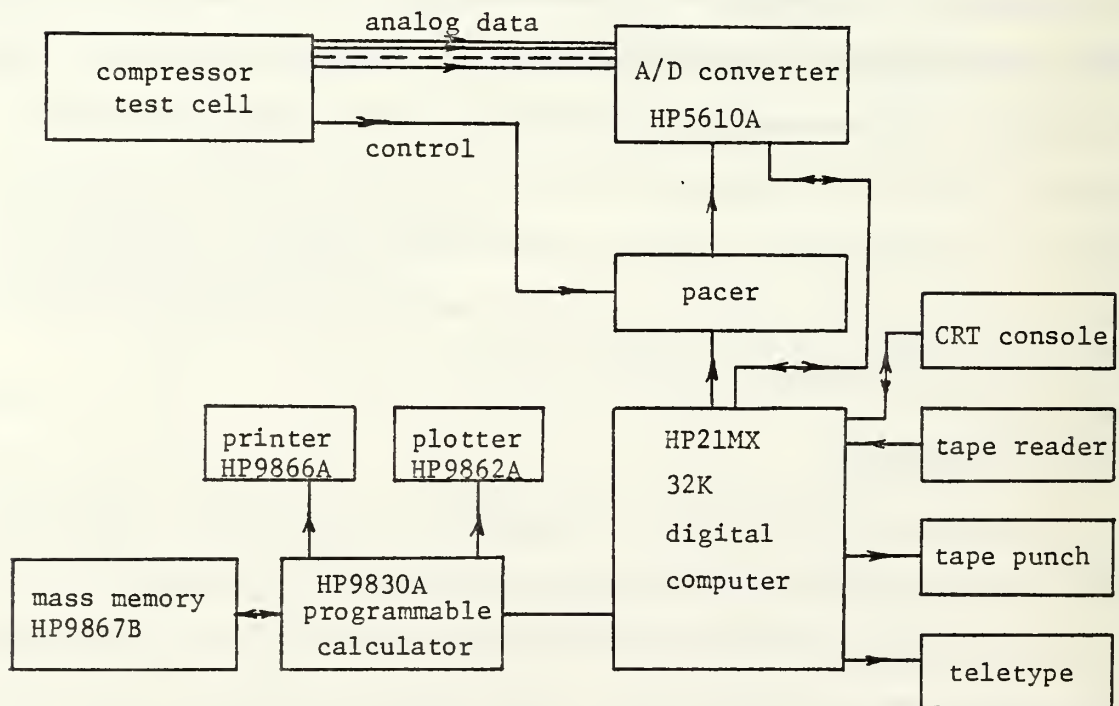 analog data
compressor
test cell
A/D converter
HP5610A
control
pacer
CRT console
printer
HP9866A
plotter
HP9862A
HP21MX
32K
digital
computer
tape reader
tape punch
mass memory
HP9867B
HP9830A
programmable
calculator
teletype